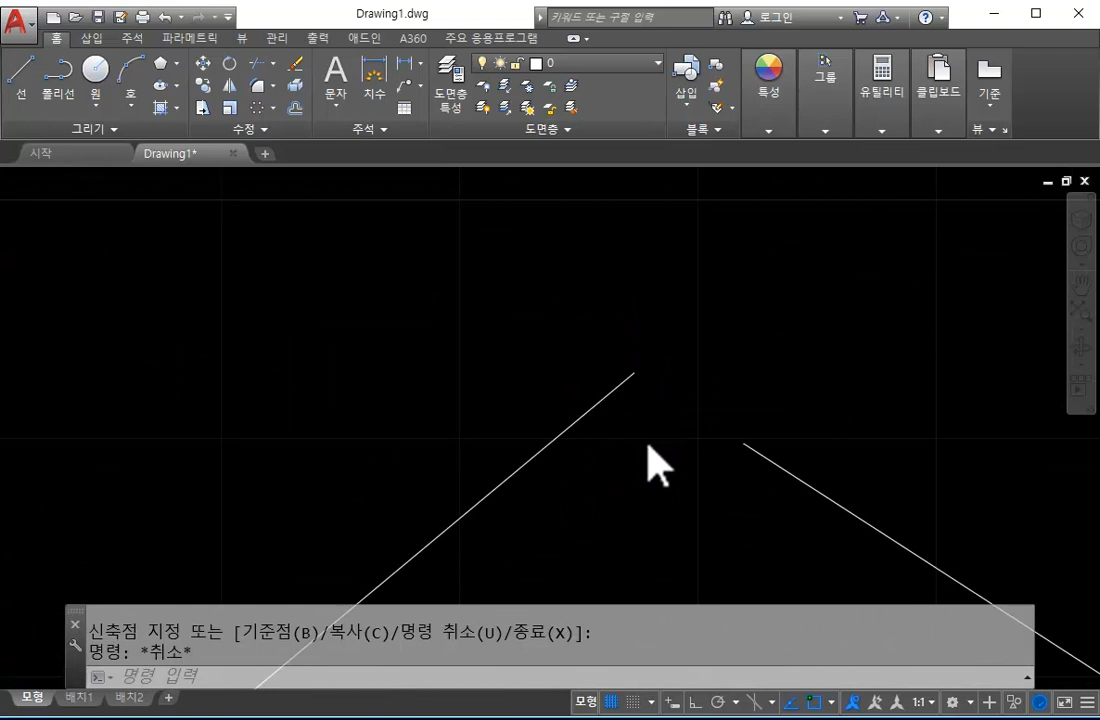 Drawing1.dwg
키워드 또는 구절 입력
로그인
홈 삽입 주석 파라메트릭 뷰 관리 출력 애드인 A360 주요 응용프로그램
선 폴리선 원 호
문자 치수
도면층 특성
0
삽입
특성
그룹
유틸리티
클립보드
기준
그리기 수정 주석 도면층 블록 뷰
시작 Drawing1*
신축점 지정 또는 [기준점(B)/복사(C)/명령 취소(U)/종료(X)]:
명령: *취소*
명령 입력
모형 배치1 배치2
모형 1:1